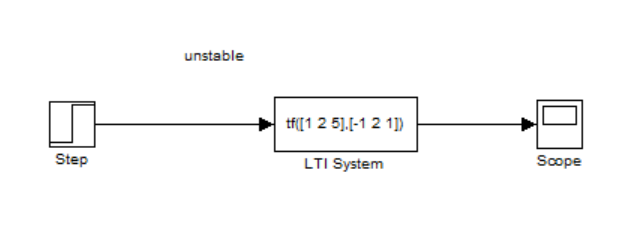 unstable
tf([1 2 5],[-1 2 1])
Step
LTI System
Scope